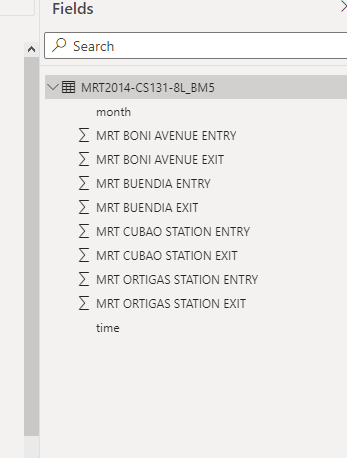 Fields
Search
MRT2014-CS131-8L_BM5
month
MRT BONI AVENUE ENTRY
MRT BONI AVENUE EXIT
MRT BUENDIA ENTRY
MRT BUENDIA EXIT
MRT CUBAO STATION ENTRY
MRT CUBAO STATION EXIT
MRT ORTIGAS STATION ENTRY
MRT ORTIGAS STATION EXIT
time